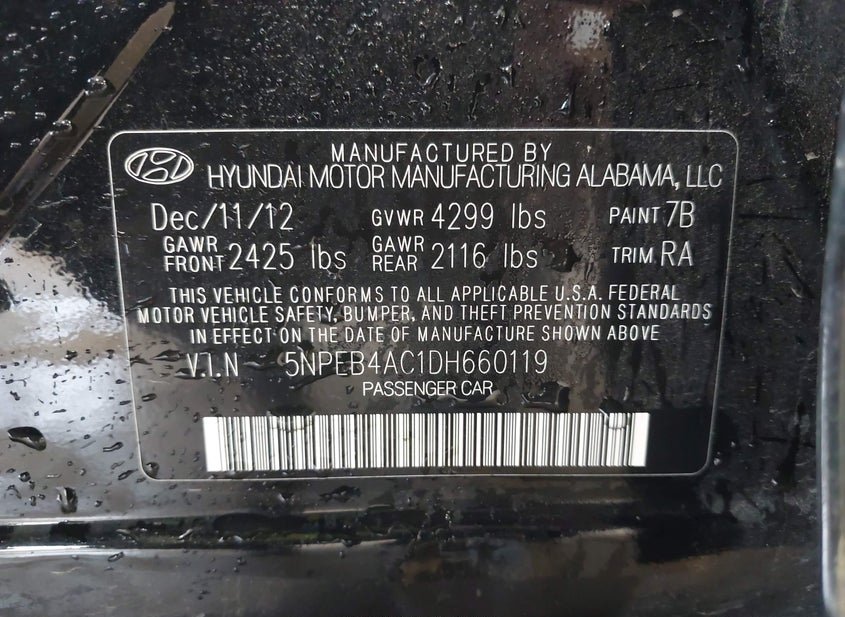 MANUFACTURED BY
HYUNDAI MOTOR MANUFACTURING ALABAMA, LLC
Dec/11/12 GVWR 4299 lbs PAINT 7B
GAWR FRONT 2425 lbs GAWR REAR 2116 lbs TRIM RA
THIS VEHICLE CONFORMS TO ALL APPLICABLE U.S.A. FEDERAL
MOTOR VEHICLE SAFETY, BUMPER, AND THEFT PREVENTION STANDARDS
IN EFFECT ON THE DATE OF MANUFACTURE SHOWN ABOVE
V.I.N 5NPEB4AC1DH660119
PASSENGER CAR